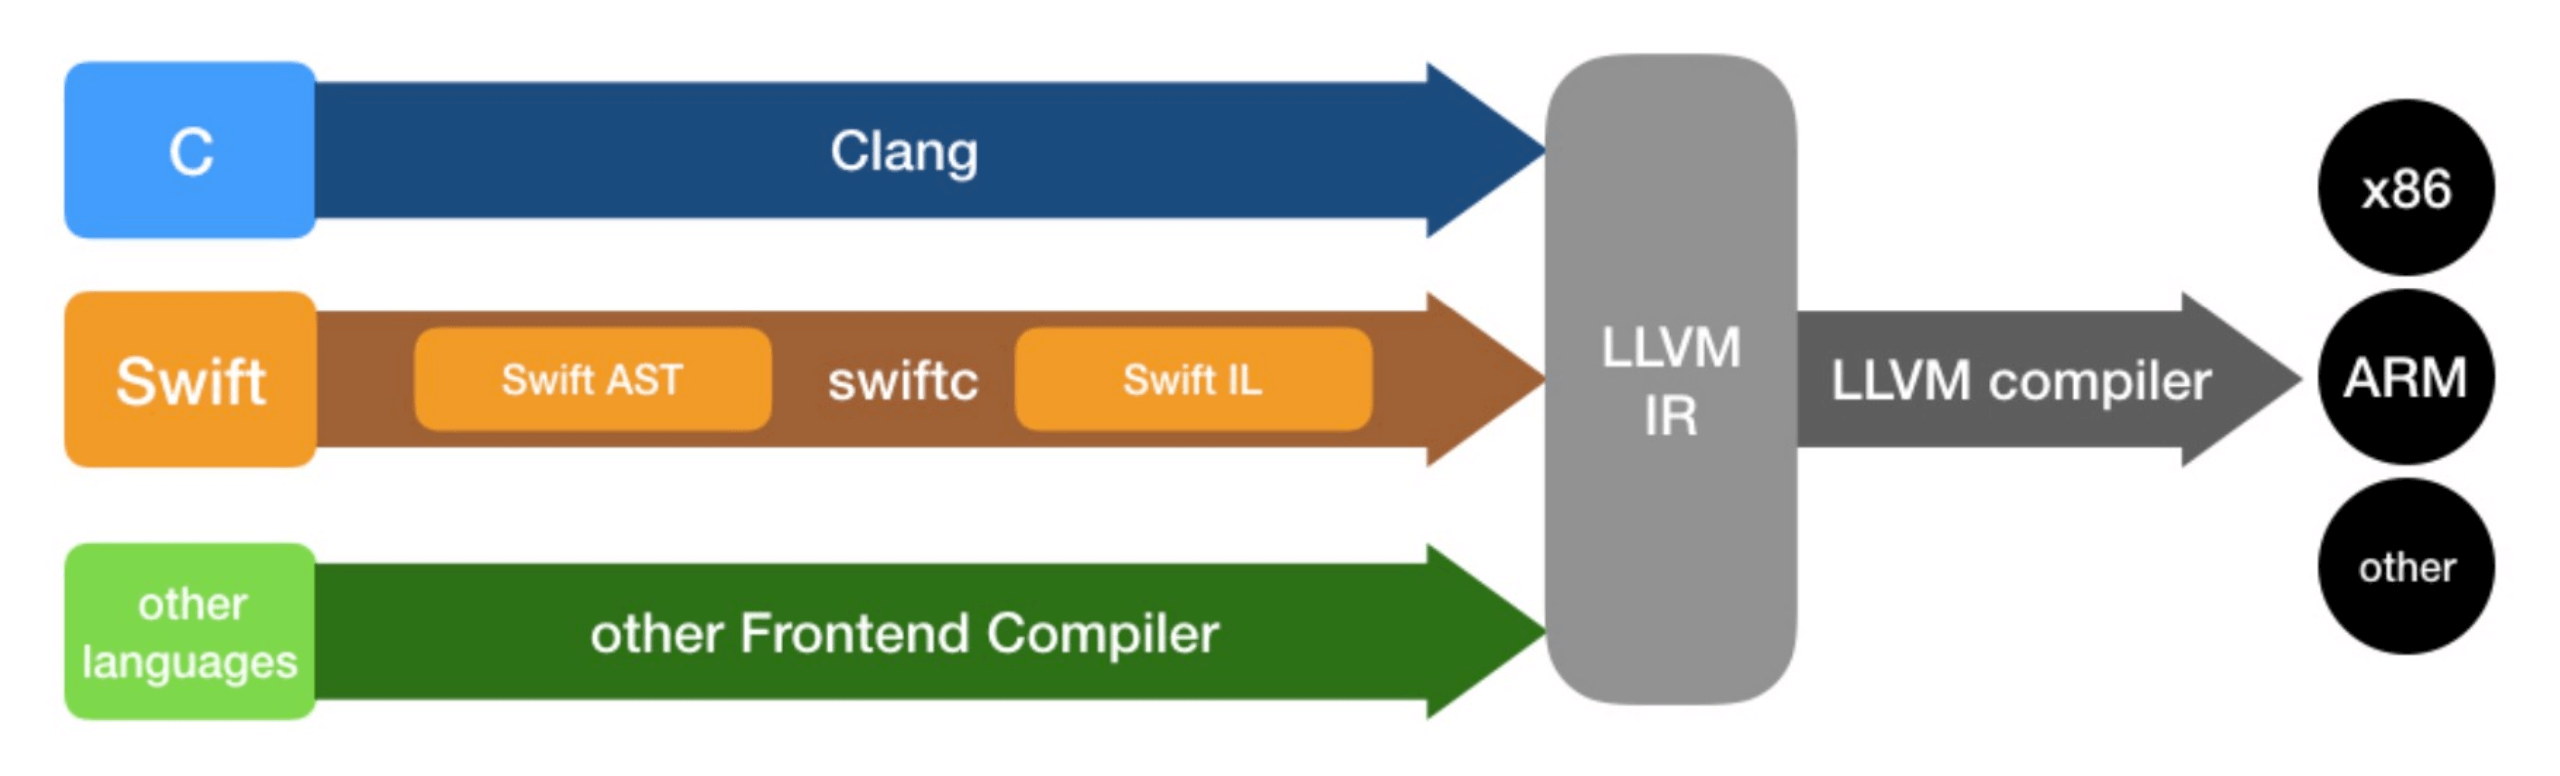 C
Clang
Swift
Swift AST
swiftc
Swift IL
other
languages
other Frontend Compiler
LLVM
IR
LLVM compiler
x86
ARM
other